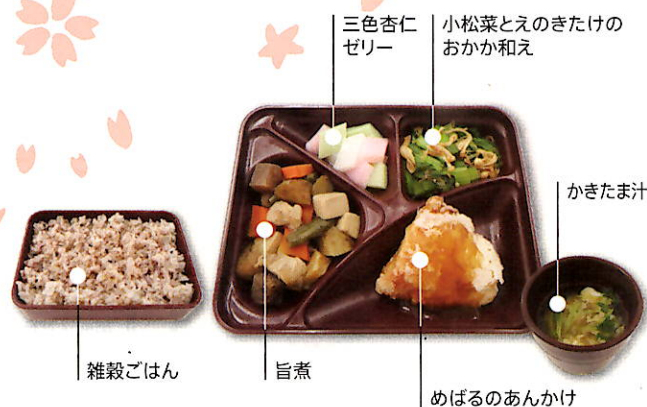 三色杏仁
ゼリー
小松菜とえのきたけの
おかか和え
かきたま汁
雑穀ごはん
旨煮
めばるのあんかけ